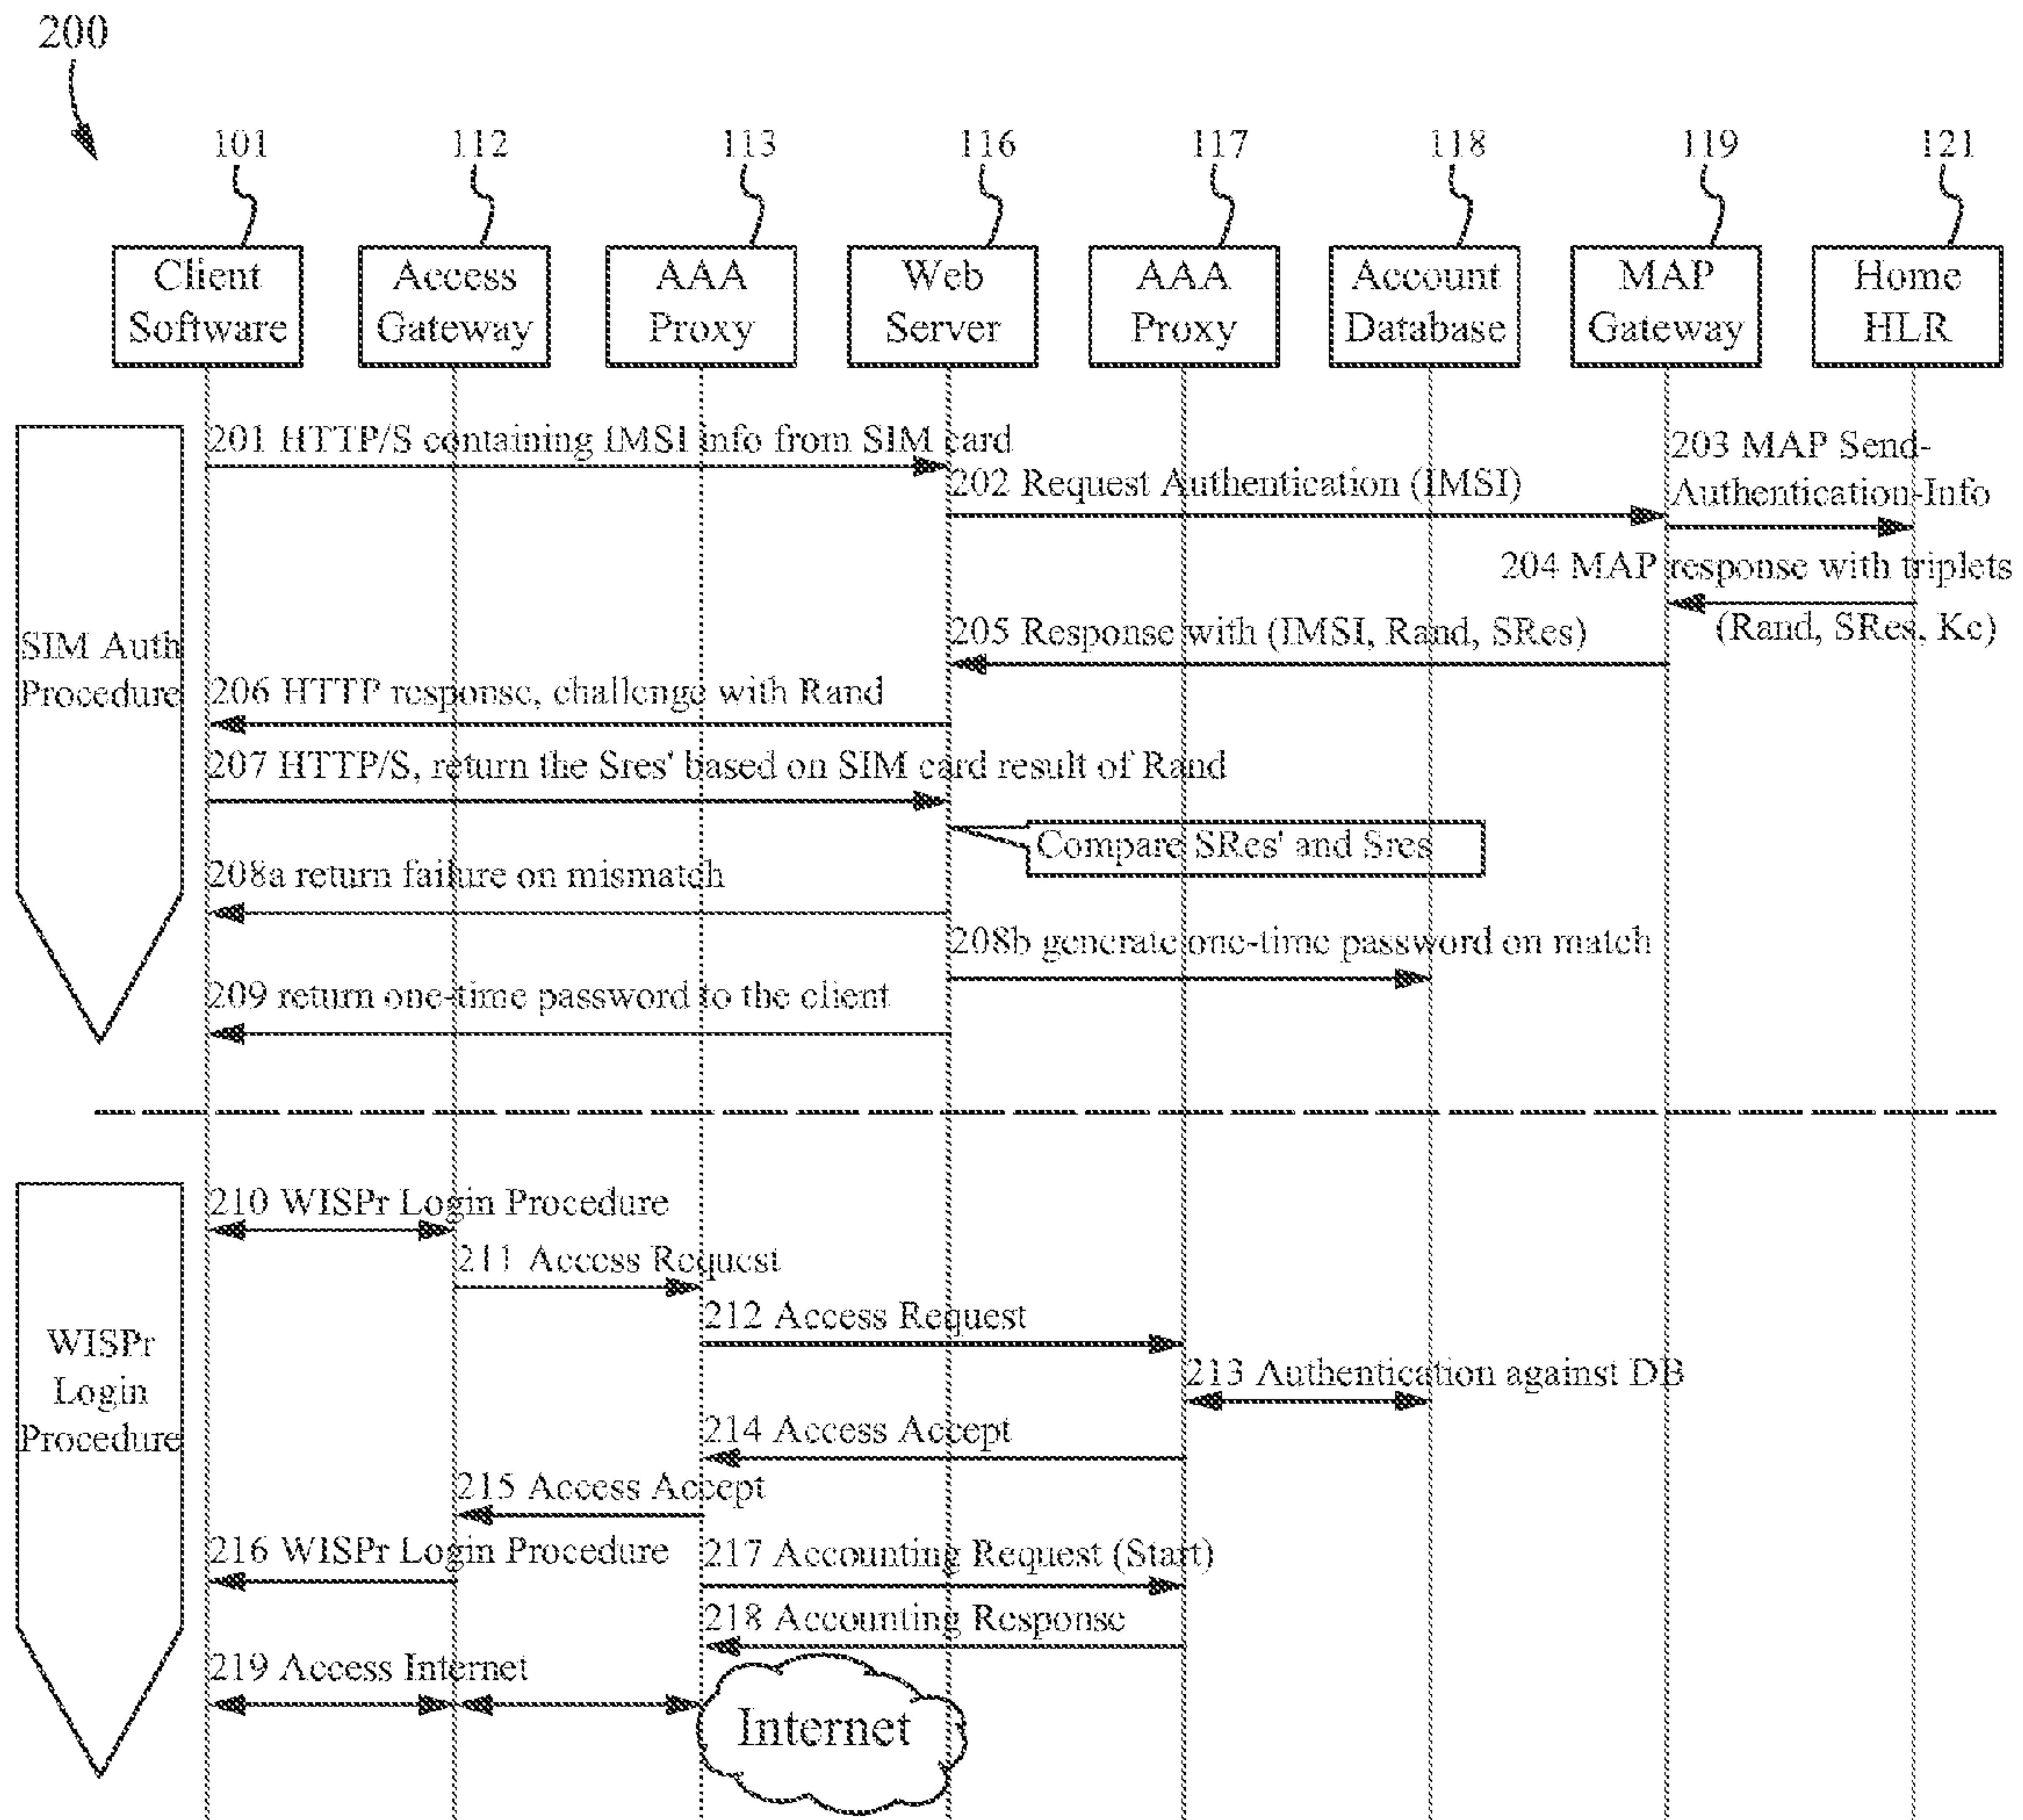 200
101
112
113
116
117
118
119
121
Client
Software
Access
Gateway
AAA
Proxy
Web
Server
AAA
Proxy
Account
Database
MAP
Gateway
Home
HLR
SIM Auth
Procedure
201 HTTP/S containing IMSI info from SIM card
202 Request Authentication (IMSI)
203 MAP Send-
Authentication-Info
204 MAP response with triplets
(Rand, SRes, Kc)
205 Response with (IMSI, Rand, SRes)
206 HTTP response, challenge with Rand
207 HTTP/S, return the Sres' based on SIM card result of Rand
Compare SRes' and Sres
208a return failure on mismatch
208b generate one-time password on match
209 return one-time password to the client
WISPr
Login
Procedure
210 WISPr Login Procedure
211 Access Request
212 Access Request
213 Authentication against DB
214 Access Accept
215 Access Accept
216 WISPr Login Procedure
217 Accounting Request (Start)
218 Accounting Response
219 Access Internet
Internet